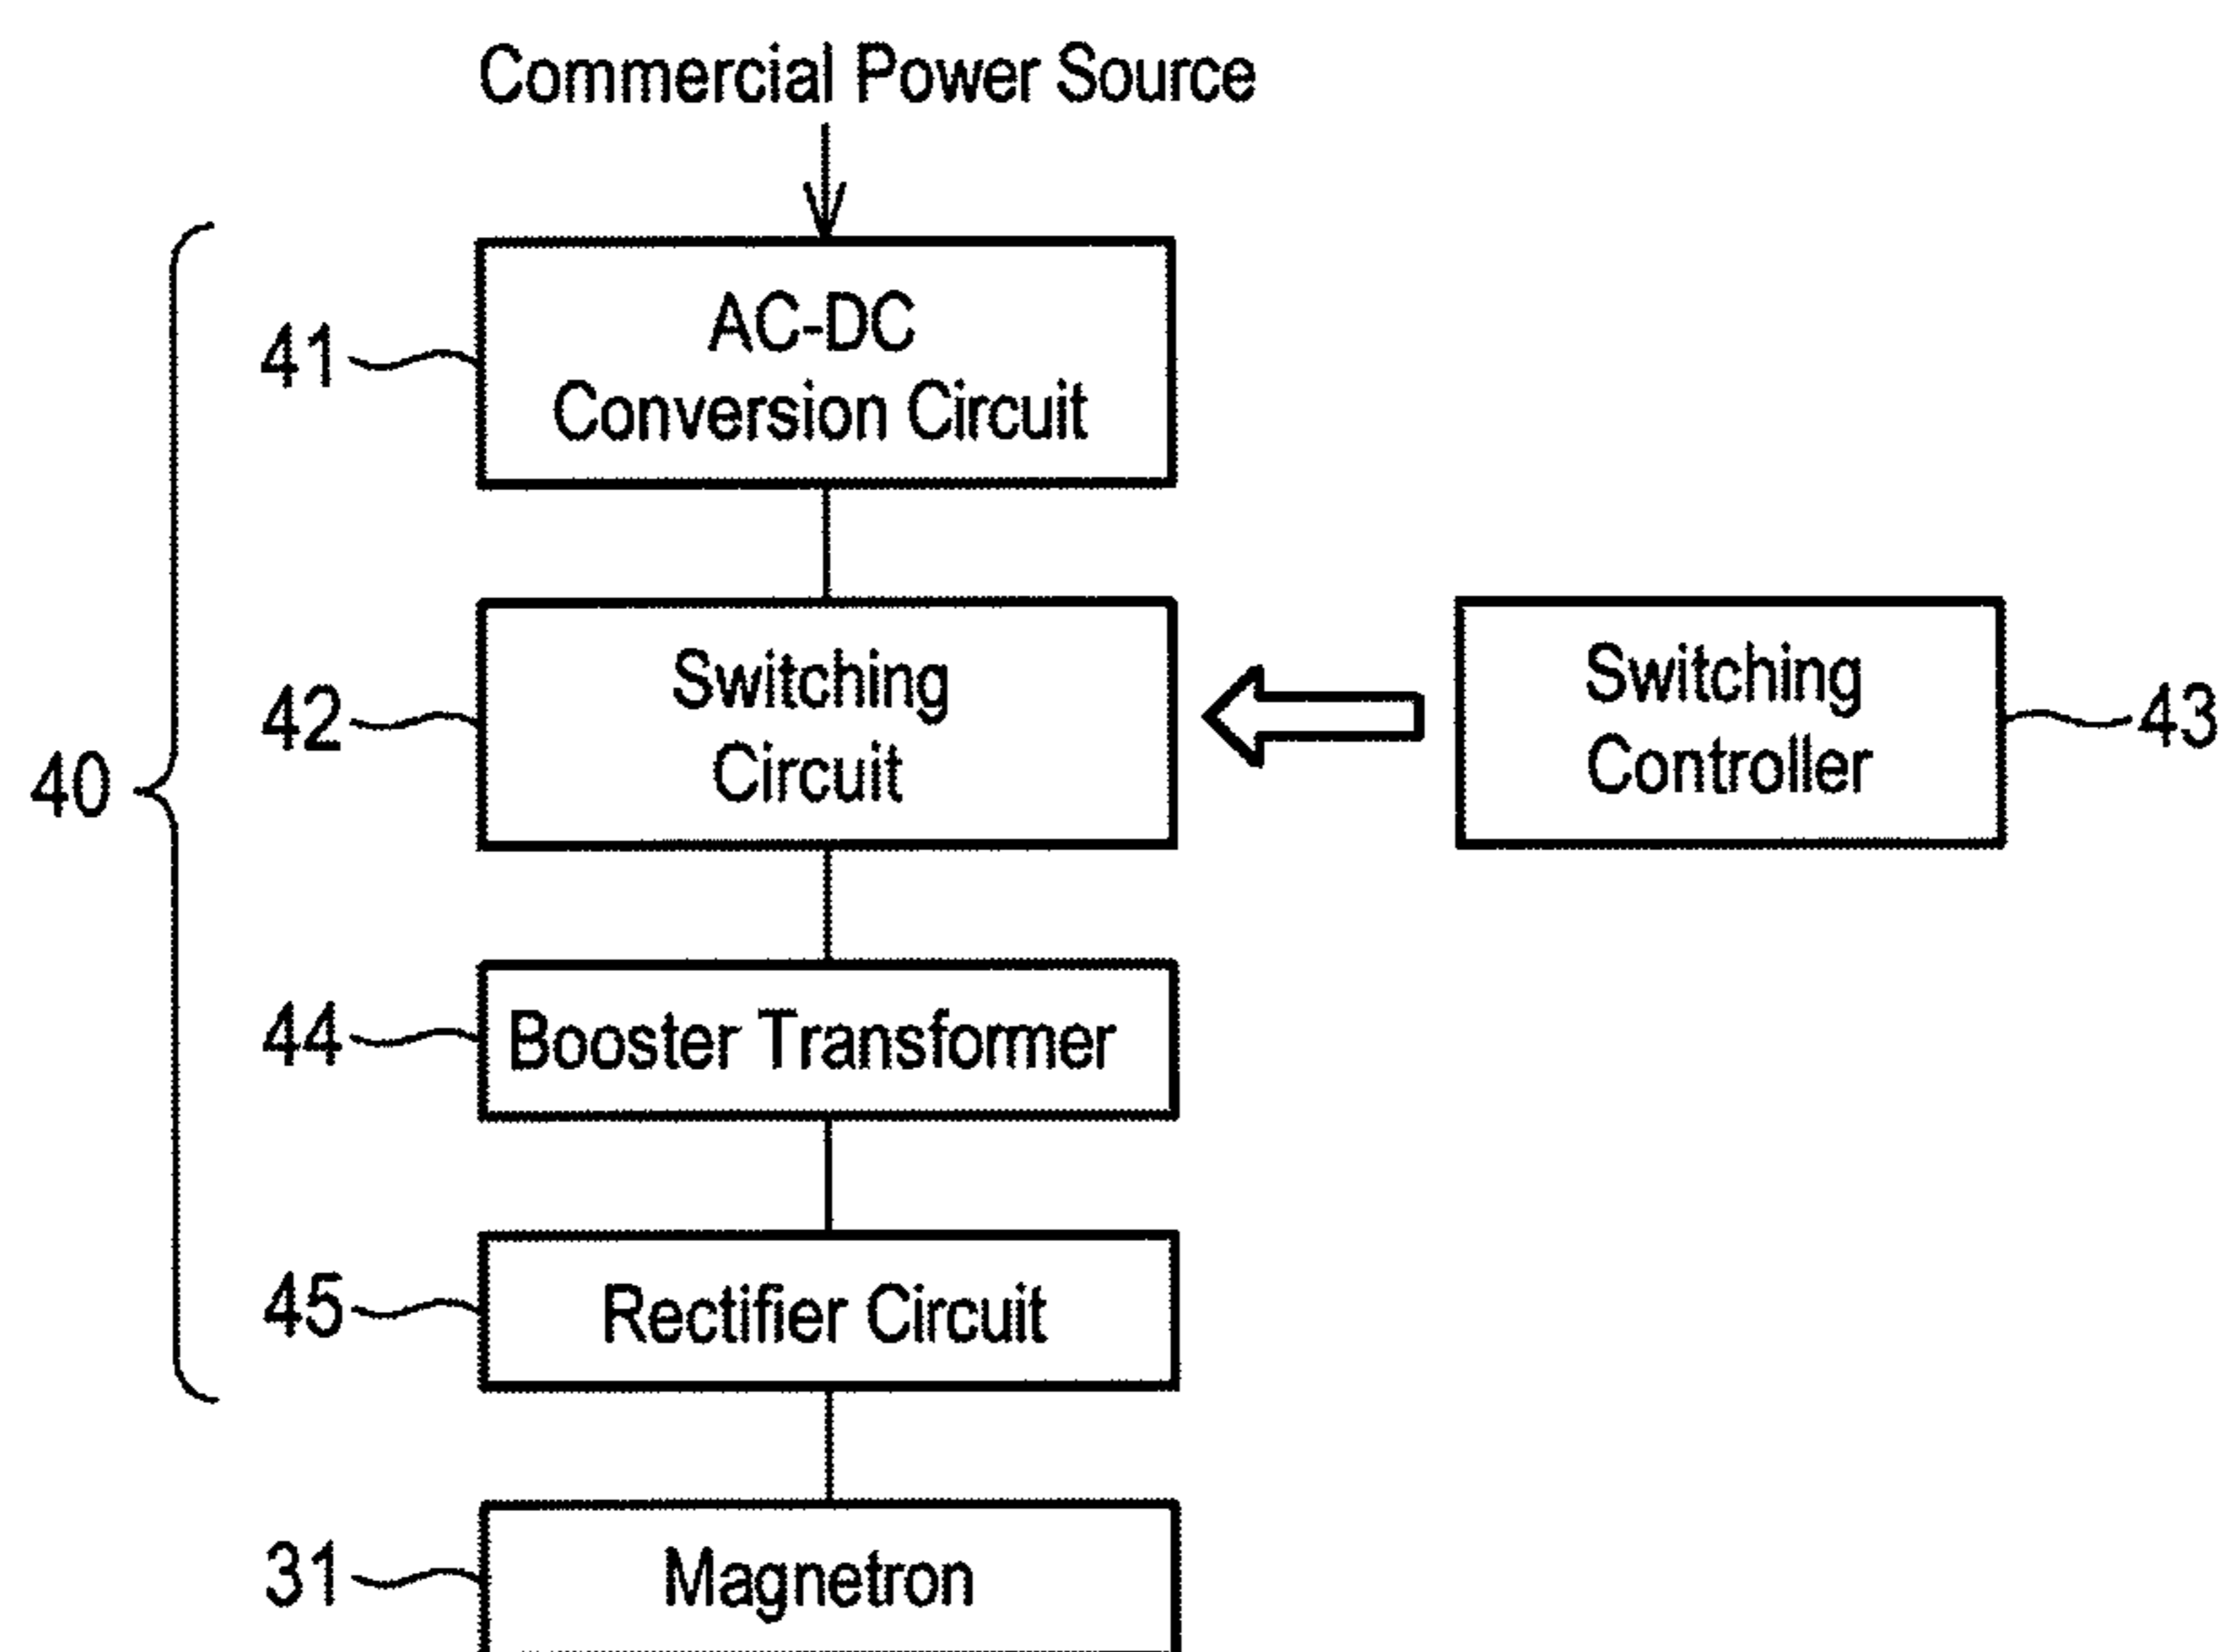 Commercial Power Source
41
AC-DC
Conversion Circuit
40
42
Switching
Circuit
Switching
Controller
43
44
Booster Transformer
45
Rectifier Circuit
31
Magnetron